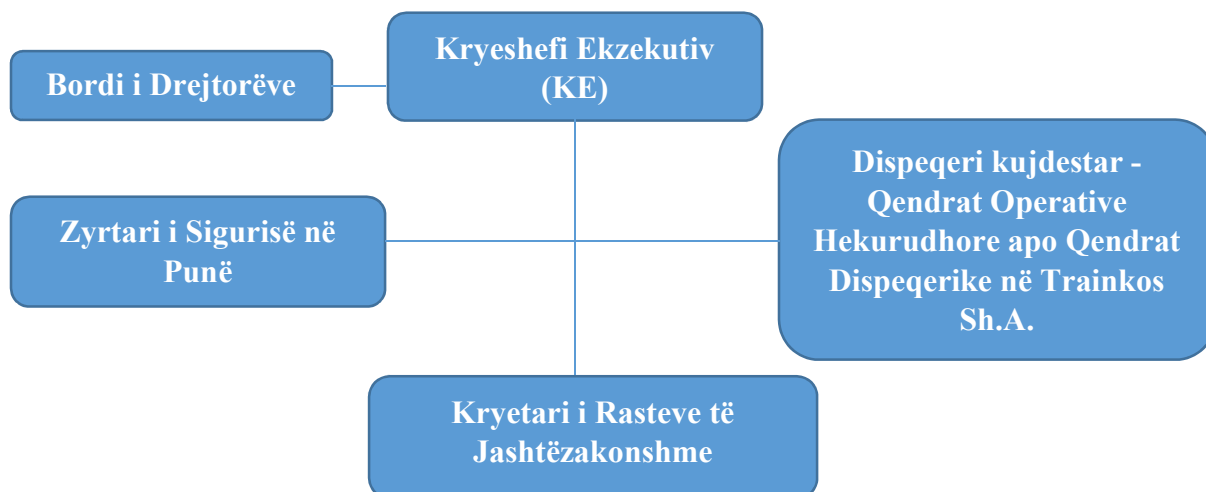 Kryeshefi Ekzekutiv
(KE)
Bordi i Drejtorëve
Dispeqeri kujdestar -
Qendrat Operative
Hekurudhore apo Qendrat
Dispeqerike në Trainkos
Sh.A.
Zyrtari i Sigurisë në
Punë
Kryetari i Rasteve të
Jashtëzakonshme